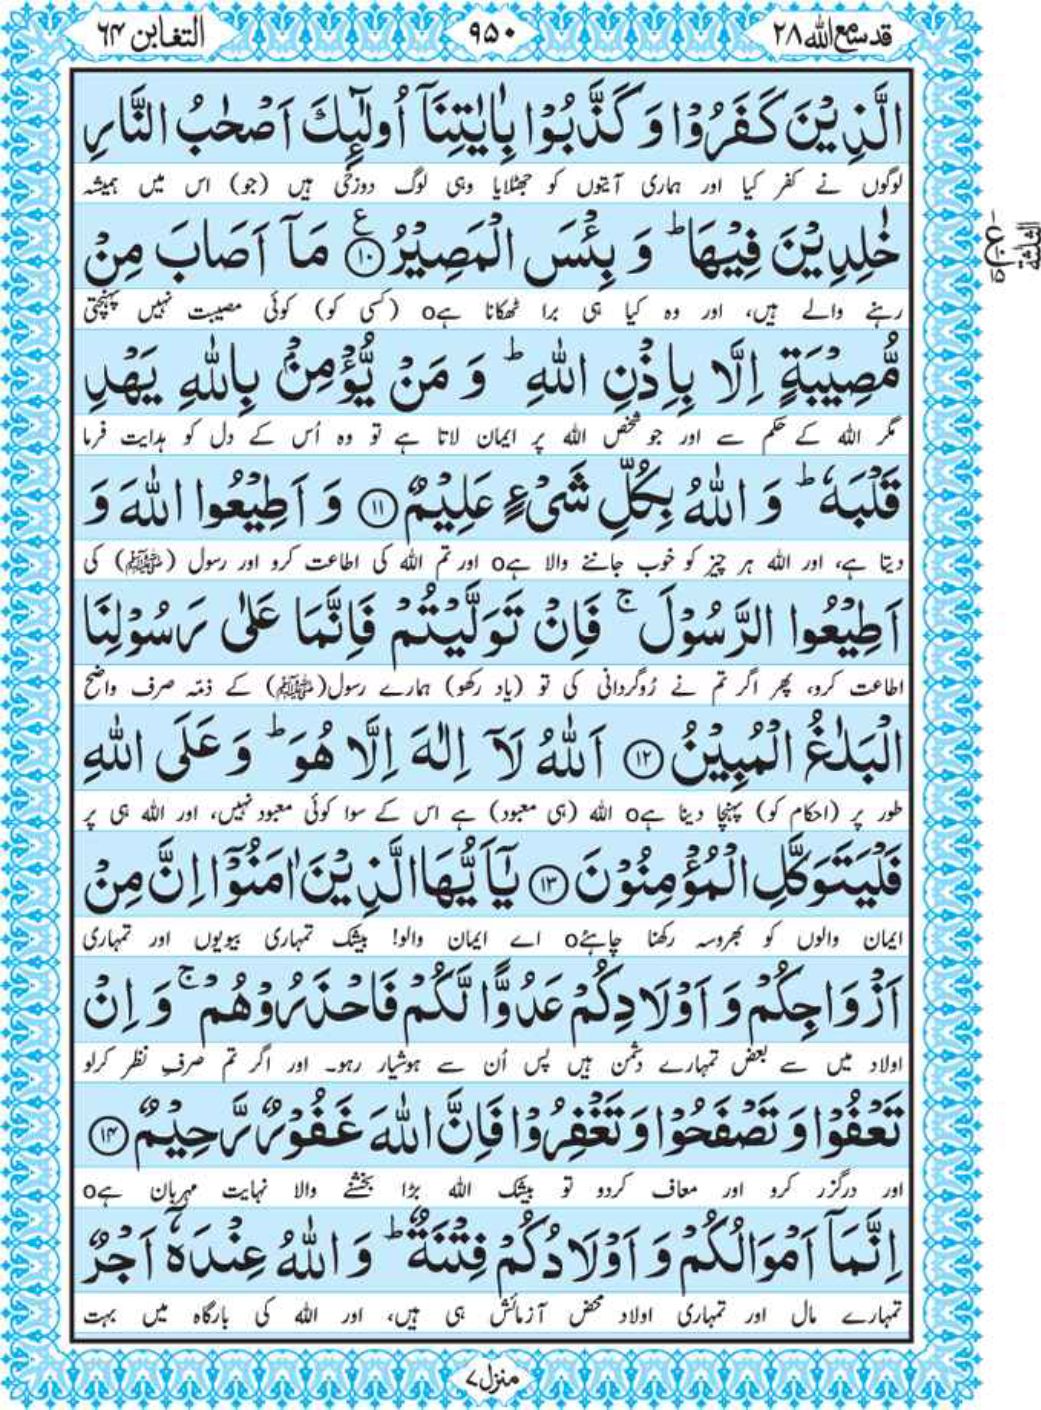 قد سمع الله ٢٨
٩٥٠
التغابن ٦٤
الَّذِيْنَ كَفَرُوْا وَ كَذَّبُوْا بِاٰيٰتِنَاۤ اُولٰٓىِٕكَ اَصْحٰبُ النَّارِ
لوگوں نے کفر کیا اور ہماری آیتوں کو جھٹلایا وہی لوگ دوزخی ہیں (جو) اس میں ہمیشہ
خٰلِدِيْنَ فِيْهَا ؕ وَ بِئْسَ الْمَصِيْرُ ۧ﴿۱۰﴾ مَاۤ اَصَابَ مِنْ
رہنے والے ہیں، اور وہ کیا ہی برا ٹھکانا ہےo (کسی کو) کوئی مصیبت نہیں پہنچتی
مُّصِيْبَةٍ اِلَّا بِاِذْنِ اللّٰهِ ؕ وَ مَنْ يُّؤْمِنْۢ بِاللّٰهِ يَهْدِ
مگر اللہ کے حکم سے اور جو شخص اللہ پر ایمان لاتا ہے تو وہ اُس کے دل کو ہدایت فرما
قَلْبَهٗ ؕ وَ اللّٰهُ بِكُلِّ شَیْءٍ عَلِيْمٌ ﴿۱۱﴾ وَ اَطِيْعُوا اللّٰهَ وَ
دیتا ہے، اور اللہ ہر چیز کو خوب جاننے والا ہےo اور تم اللہ کی اطاعت کرو اور رسول (ﷺ) کی
اَطِيْعُوا الرَّسُوْلَ ۚ فَاِنْ تَوَلَّيْتُمْ فَاِنَّمَا عَلٰى رَسُوْلِنَا
اطاعت کرو، پھر اگر تم نے رُوگردانی کی تو (یاد رکھو) ہمارے رسول(ﷺ) کے ذمّہ صرف واضح
الْبَلٰغُ الْمُبِيْنُ ﴿۱۲﴾ اَللّٰهُ لَاۤ اِلٰهَ اِلَّا هُوَ ؕ وَ عَلَى اللّٰهِ
طور پر (احکام کو) پہنچا دینا ہےo اللہ (ہی معبود) ہے اس کے سوا کوئی معبود نہیں، اور اللہ ہی پر
فَلْيَتَوَكَّلِ الْمُؤْمِنُوْنَ ﴿۱۳﴾ يٰۤاَيُّهَا الَّذِيْنَ اٰمَنُوْۤا اِنَّ مِنْ
ایمان والوں کو بھروسہ رکھنا چاہئےo اے ایمان والو! بیشک تمہاری بیویوں اور تمہاری
اَزْوَاجِكُمْ وَ اَوْلَادِكُمْ عَدُوًّا لَّكُمْ فَاحْذَرُوْهُمْ ۚ وَ اِنْ
اولاد میں سے بعض تمہارے دشمن ہیں پس اُن سے ہوشیار رہو۔ اور اگر تم صرفِ نظر کرلو
تَعْفُوْا وَ تَصْفَحُوْا وَ تَغْفِرُوْا فَاِنَّ اللّٰهَ غَفُوْرٌ رَّحِيْمٌ ﴿۱۴﴾
اور درگزر کرو اور معاف کردو تو بیشک اللہ بڑا بخشنے والا نہایت مہربان ہےo
اِنَّمَاۤ اَمْوَالُكُمْ وَ اَوْلَادُكُمْ فِتْنَةٌ ؕ وَ اللّٰهُ عِنْدَهٗۤ اَجْرٌ
تمہارے مال اور تمہاری اولاد محض آزمائش ہی ہیں، اور اللہ کی بارگاہ میں بہت
منزل ٧